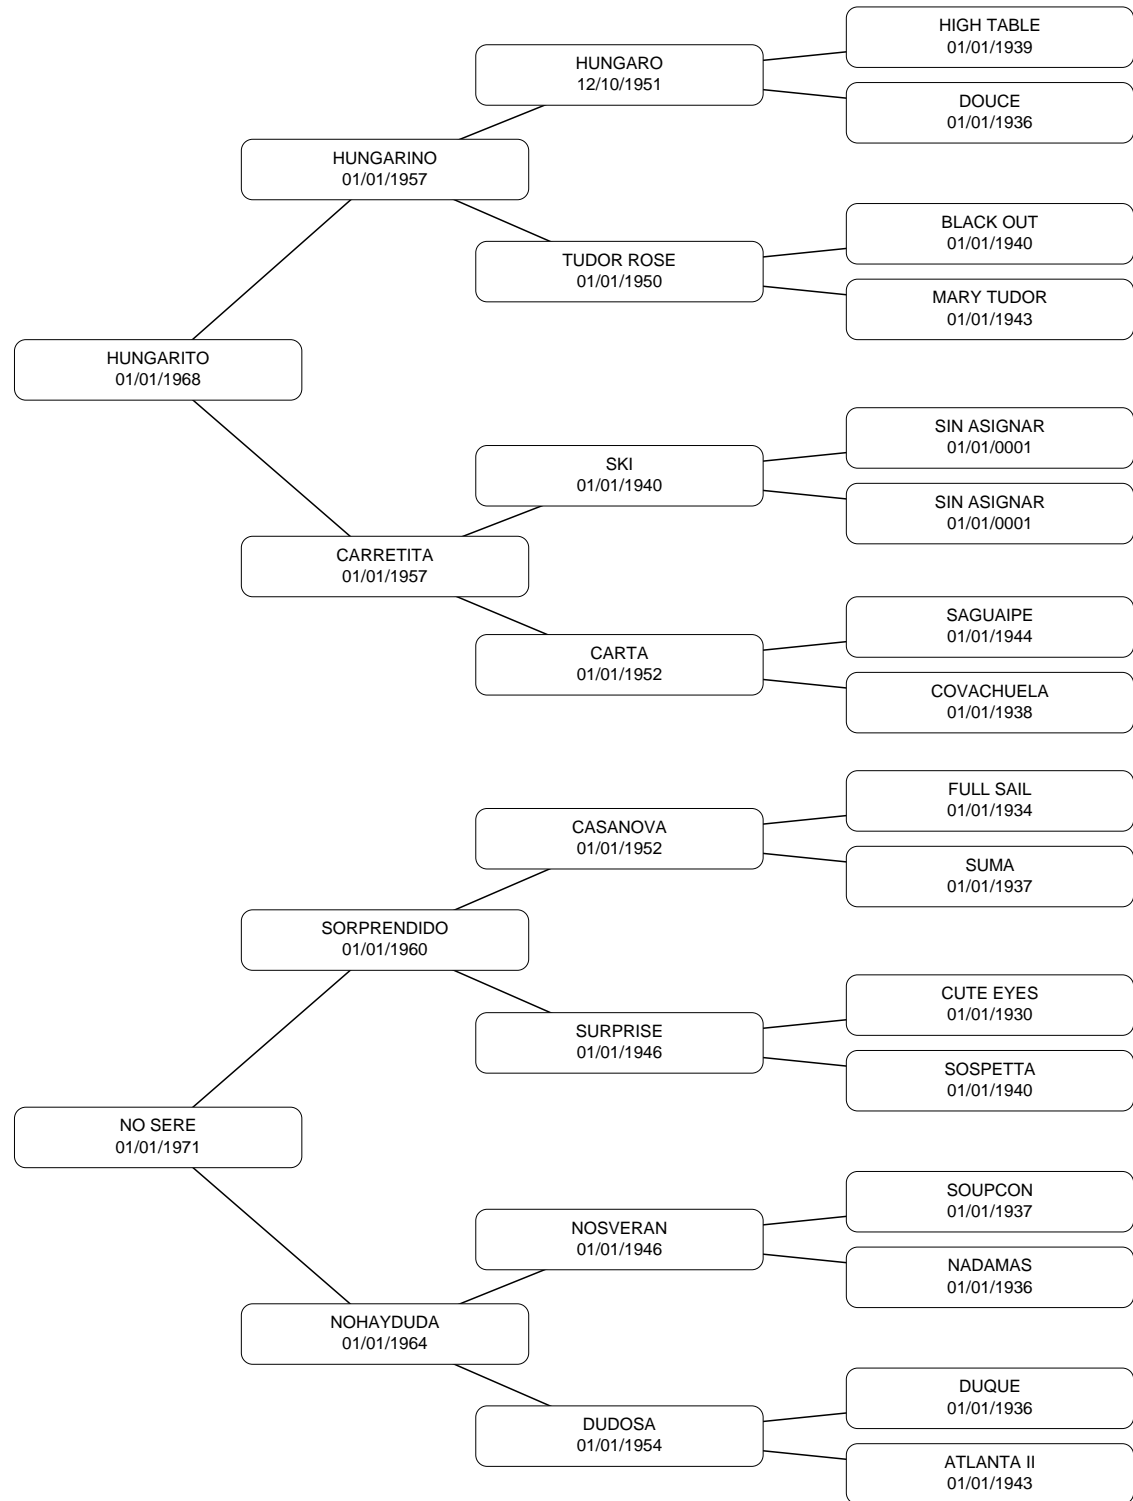 HIGH TABLE
01/01/1939
HUNGARO
12/10/1951
DOUCE
01/01/1936
HUNGARINO
01/01/1957
BLACK OUT
01/01/1940
TUDOR ROSE
01/01/1950
MARY TUDOR
01/01/1943
HUNGARITO
01/01/1968
SIN ASIGNAR
01/01/0001
SKI
01/01/1940
SIN ASIGNAR
01/01/0001
CARRETITA
01/01/1957
SAGUAIPE
01/01/1944
CARTA
01/01/1952
COVACHUELA
01/01/1938
FULL SAIL
01/01/1934
CASANOVA
01/01/1952
SUMA
01/01/1937
SORPRENDIDO
01/01/1960
CUTE EYES
01/01/1930
SURPRISE
01/01/1946
SOSPETTA
01/01/1940
NO SERE
01/01/1971
SOUPCON
01/01/1937
NOSVERAN
01/01/1946
NADAMAS
01/01/1936
NOHAYDUDA
01/01/1964
DUQUE
01/01/1936
DUDOSA
01/01/1954
ATLANTA II
01/01/1943